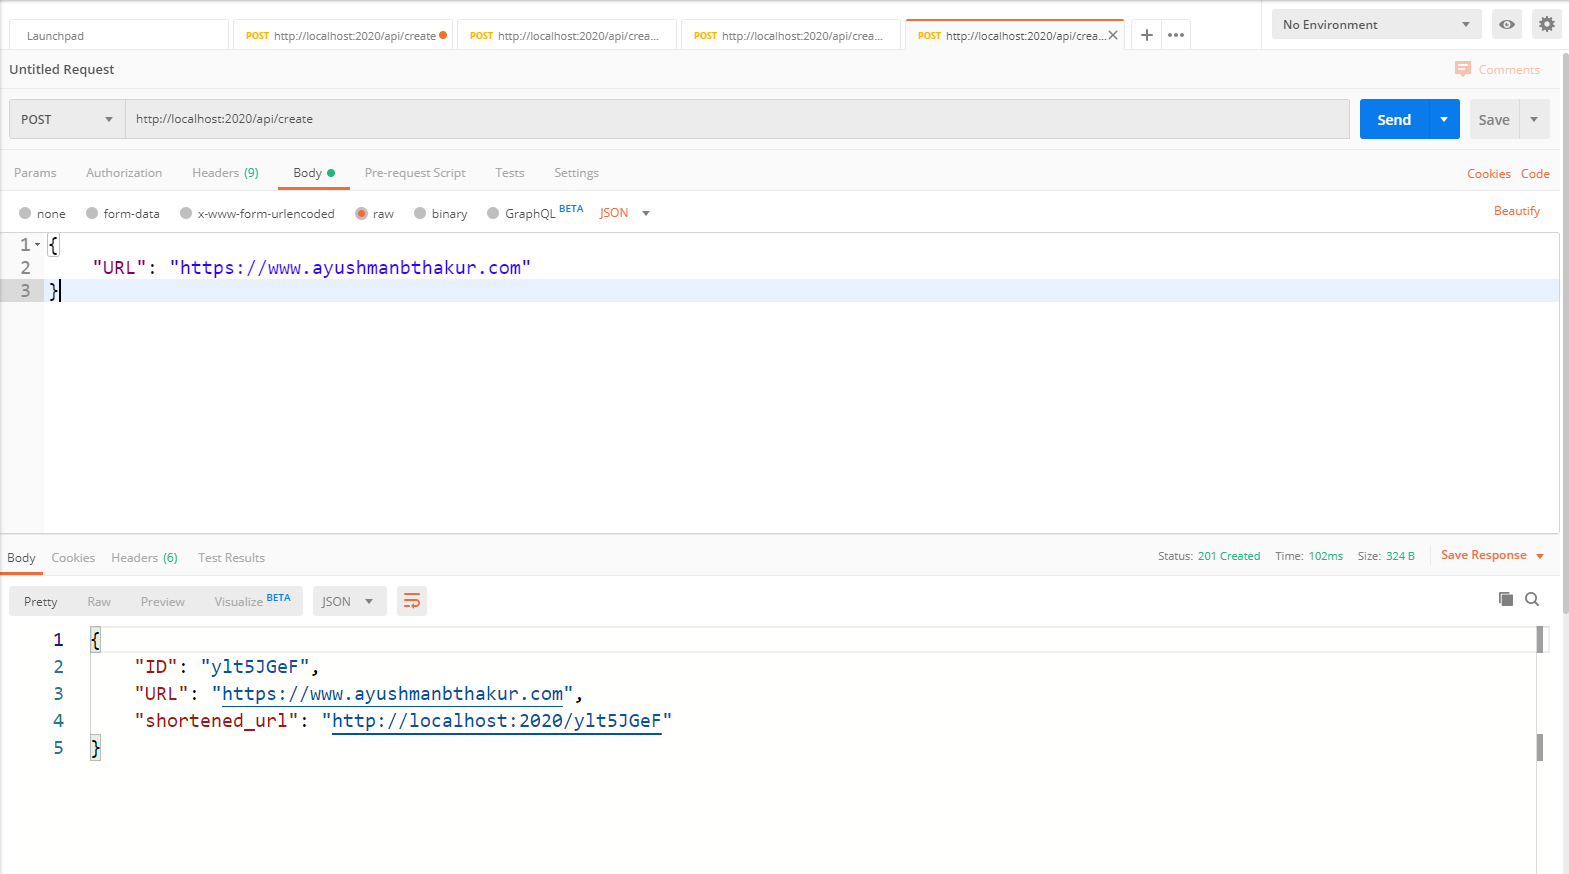 Launchpad
POST http://localhost:2020/api/create
POST http://localhost:2020/api/crea...
POST http://localhost:2020/api/crea...
POST http://localhost:2020/api/crea...
No Environment
Untitled Request
Comments
POST http://localhost:2020/api/create
Send Save
Params Authorization Headers (9) Body Pre-request Script Tests Settings
Cookies Code
none form-data x-www-form-urlencoded raw binary GraphQL BETA JSON
Beautify
1 {
2 "URL": "https://www.ayushmanbthakur.com"
3 }
Body Cookies Headers (6) Test Results
Status: 201 Created Time: 102ms Size: 324 B Save Response
Pretty Raw Preview Visualize BETA JSON
1 {
2 "ID": "ylt5JGeF",
3 "URL": "https://www.ayushmanbthakur.com",
4 "shortened_url": "http://localhost:2020/ylt5JGeF"
5 }